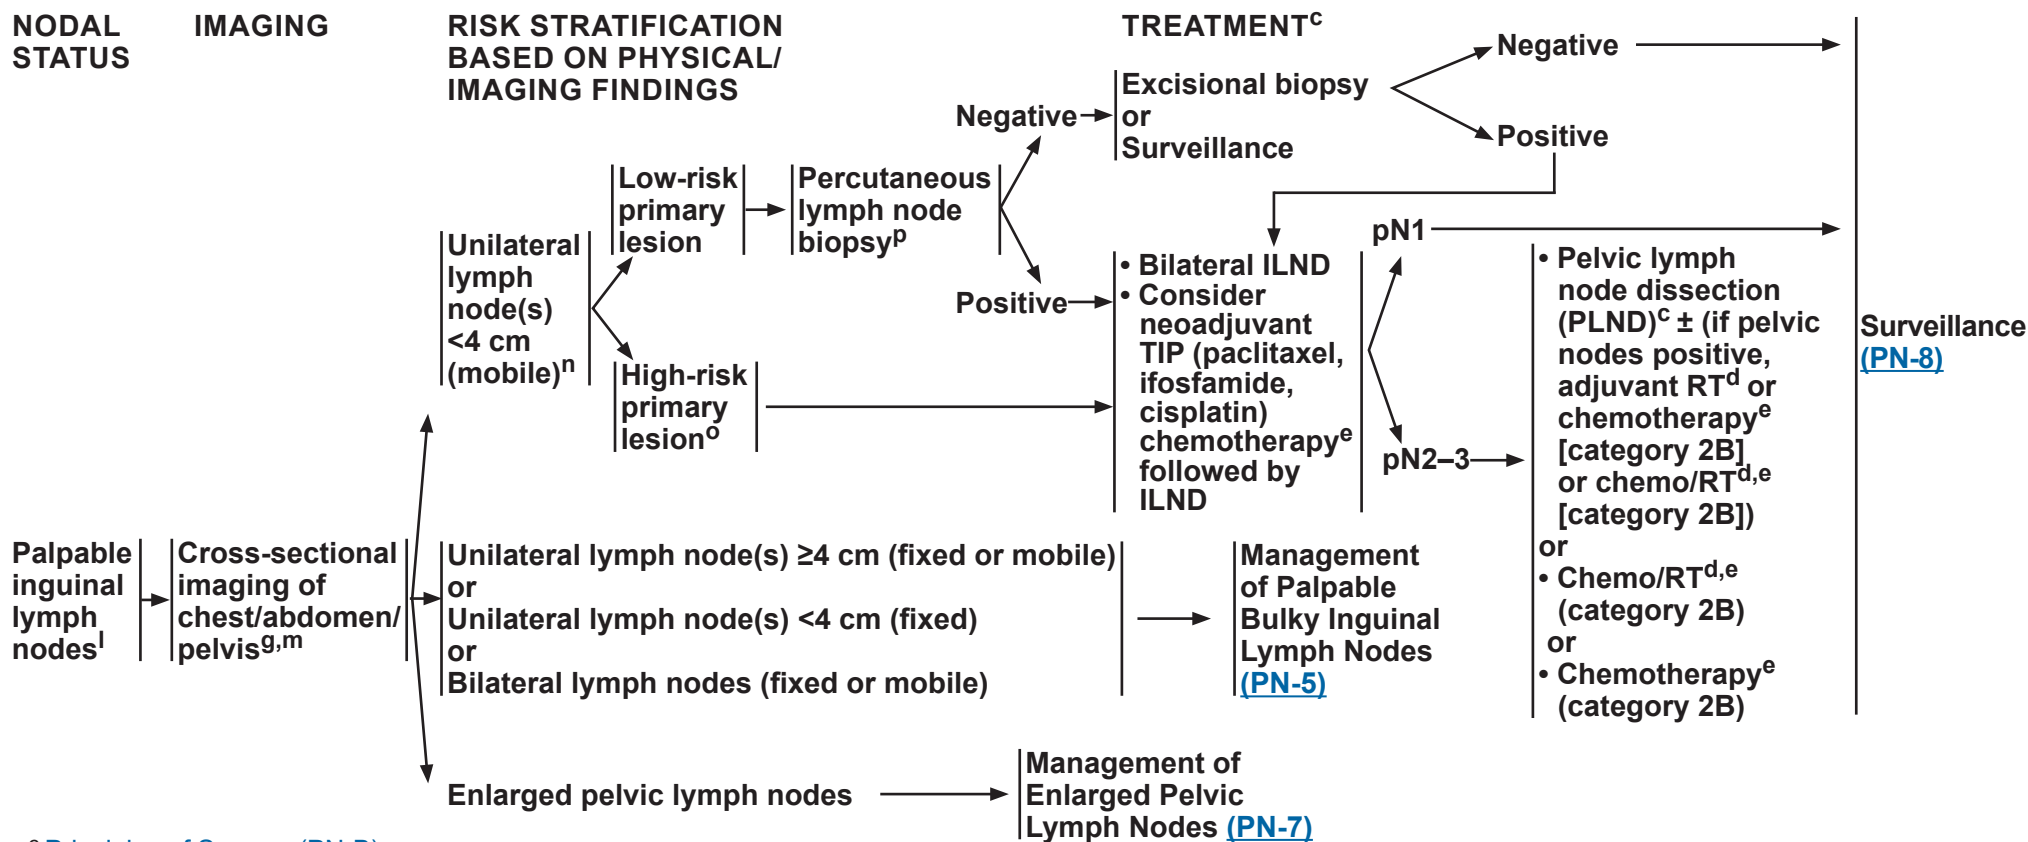 NODAL
STATUS
IMAGING
RISK STRATIFICATION
BASED ON PHYSICAL/
IMAGING FINDINGS
TREATMENTc
Negative
Excisional biopsy
or
Surveillance
Negative
Positive
Low-risk
primary
lesion
Percutaneous
lymph node
biopsyp
Unilateral
lymph
node(s)
<4 cm
(mobile)n
Positive
High-risk
primary
lesiono
• Bilateral ILND
• Consider
neoadjuvant
TIP (paclitaxel,
ifosfamide,
cisplatin)
chemotherapye
followed by
ILND
pN1
pN2–3
• Pelvic lymph
node dissection
(PLND)c ± (if pelvic
nodes positive,
adjuvant RTd or
chemotherapye
[category 2B]
or chemo/RTd,e
[category 2B])
or
• Chemo/RTd,e
(category 2B)
or
• Chemotherapye
(category 2B)
Surveillance
(PN-8)
Palpable
inguinal
lymph
nodesl
Cross-sectional
imaging of
chest/abdomen/
pelvisg,m
Unilateral lymph node(s) ≥4 cm (fixed or mobile)
or
Unilateral lymph node(s) <4 cm (fixed)
or
Bilateral lymph nodes (fixed or mobile)
Management
of Palpable
Bulky Inguinal
Lymph Nodes
(PN-5)
Enlarged pelvic lymph nodes
Management of
Enlarged Pelvic
Lymph Nodes (PN-7)